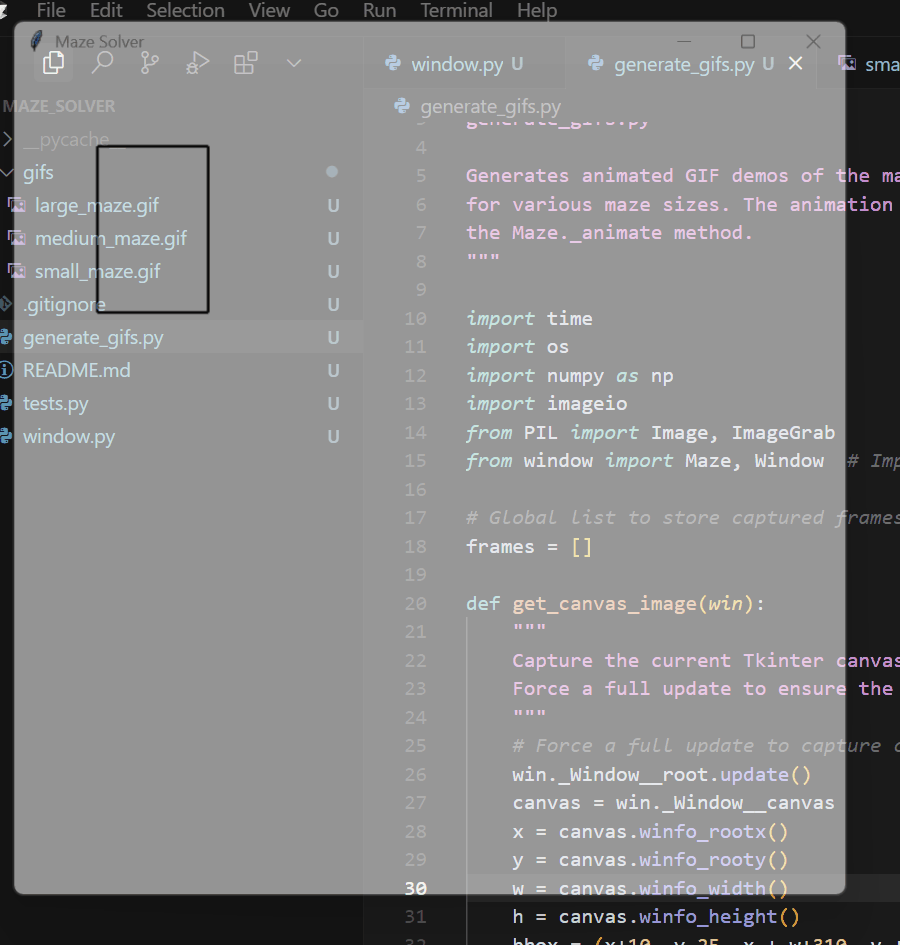 File Edit Selection View Go Run Terminal Help
Maze Solver
window.py U generate_gifs.py U
MAZE_SOLVER
generate_gifs.py
__pycache__
gifs
large_maze.gif U
medium_maze.gif U
small_maze.gif U
.gitignore U
generate_gifs.py U
README.md U
tests.py U
window.py U
generate_gifs.py
4
5 Generates animated GIF demos of the
6 for various maze sizes. The animation
7 the Maze._animate method.
8 """
9
10 import time
11 import os
12 import numpy as np
13 import imageio
14 from PIL import Image, ImageGrab
15 from window import Maze, Window #
16
17 # Global list to store captured frames
18 frames = []
19
20 def get_canvas_image(win):
21 """
22 Capture the current Tkinter canvas
23 Force a full update to ensure the
24 """
25 # Force a full update to capture
26 win._Window__root.update()
27 canvas = win._Window__canvas
28 x = canvas.winfo_rootx()
29 y = canvas.winfo_rooty()
30 w = canvas.winfo_width()
31 h = canvas.winfo_height()